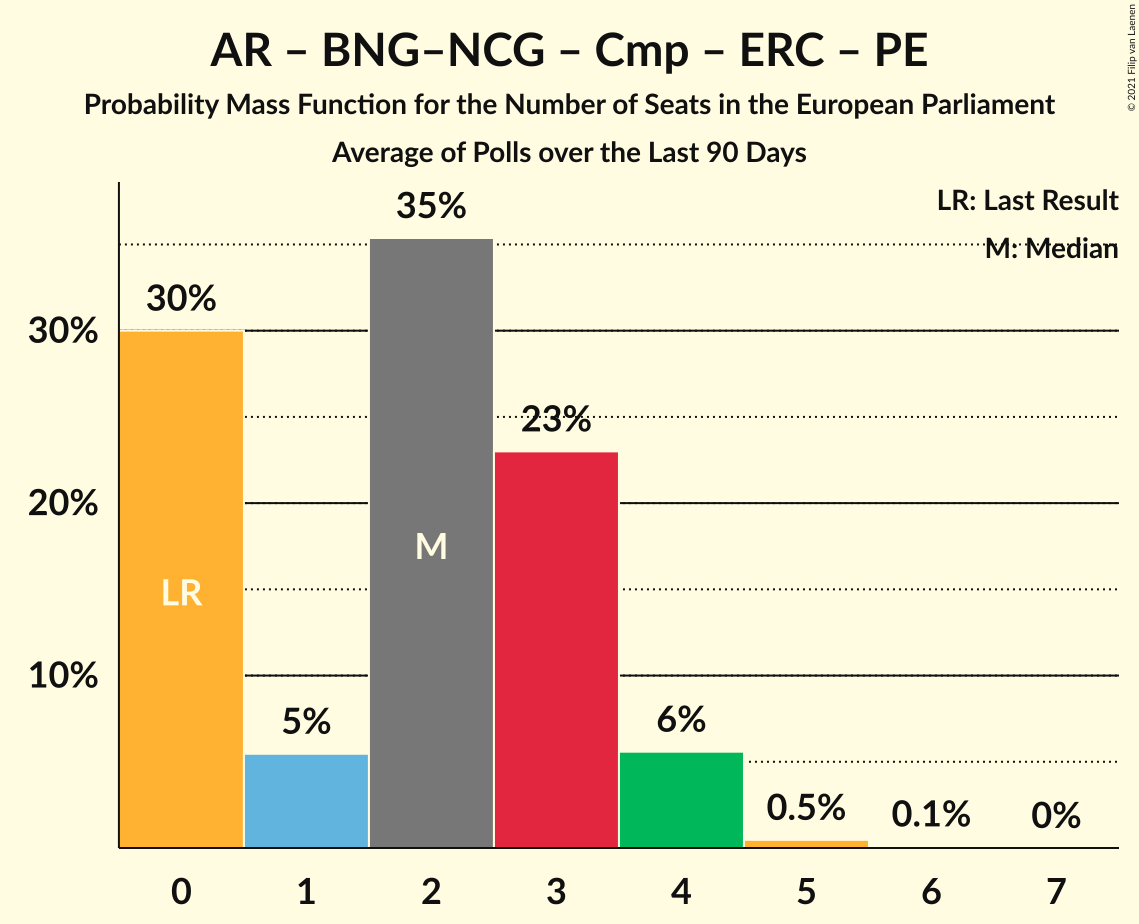 AR – BNG–NCG – Cmp – ERC – PE
Probability Mass Function for the Number of Seats in the European Parliament
Average of Polls over the Last 90 Days
© 2021 Filip van Laenen
LR: Last Result
M: Median
35%
30%
30%
23%
20%
M
LR
10%
5%
6%
0.5%
0.1%
0%
0 1 2 3 4 5 6 7